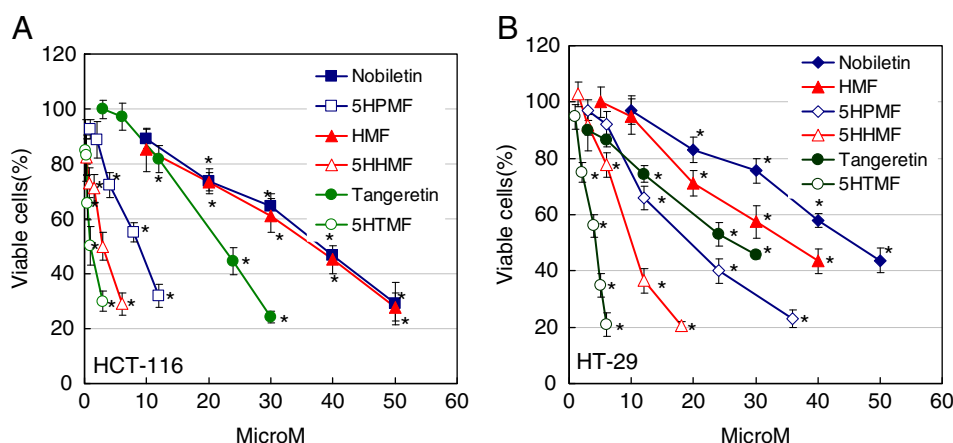 A
Viable cells(%)
120
100
80
60
40
20
0
0
10
20
30
40
50
60
MicroM
HCT-116
Nobiletin
5HPMF
HMF
5HHMF
Tangeretin
5HTMF
* * * * * * * * * * * * * * * * * * * *
B
Viable cells(%)
120
100
80
60
40
20
0
0
10
20
30
40
50
60
MicroM
HT-29
Nobiletin
HMF
5HPMF
5HHMF
Tangeretin
5HTMF
* * * * * * * * * * * * * * * * * * * * *